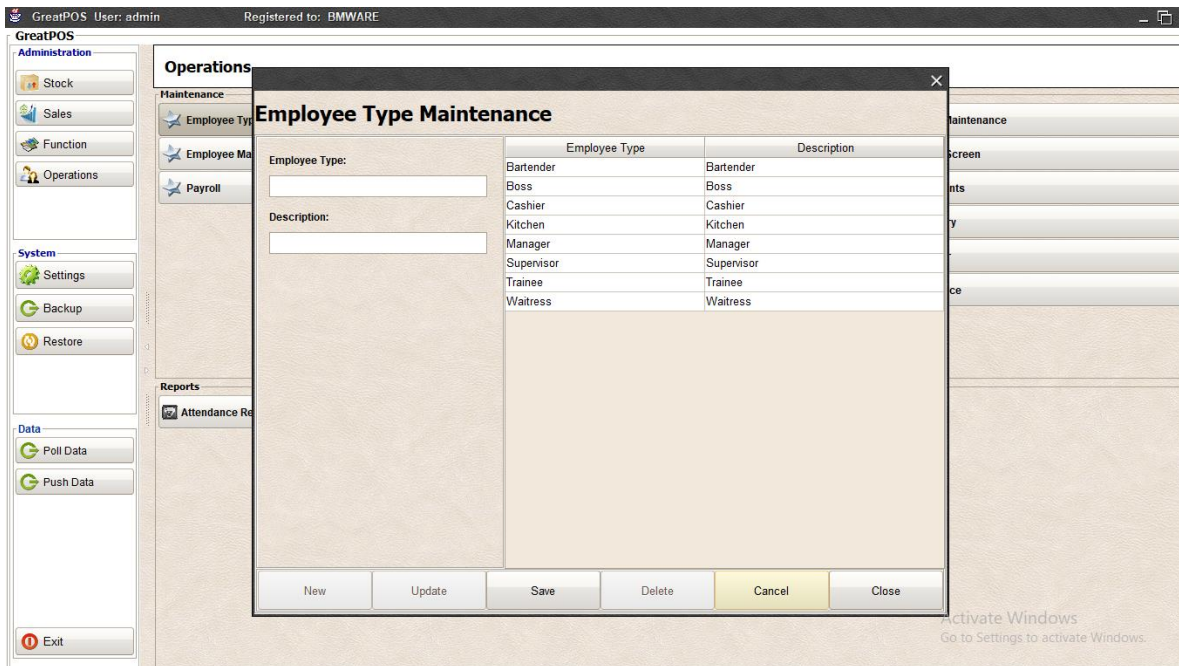 GreatPOS User: admin Registered to: BMWARE
GreatPOS
Administration
Stock
Sales
Function
Operations
System
Settings
Backup
Restore
Data
Poll Data
Push Data
Exit
Operations
Maintenance
Employee Typ
Employee Ma
Payroll
Reports
Attendance Re
Employee Type Maintenance
Employee Type:
Description:
Employee Type Description
Bartender Bartender
Boss Boss
Cashier Cashier
Kitchen Kitchen
Manager Manager
Supervisor Supervisor
Trainee Trainee
Waitress Waitress
New Update Save Delete Cancel Close
Maintenance
Screen
nts
y
ce
Activate Windows
Go to Settings to activate Windows.